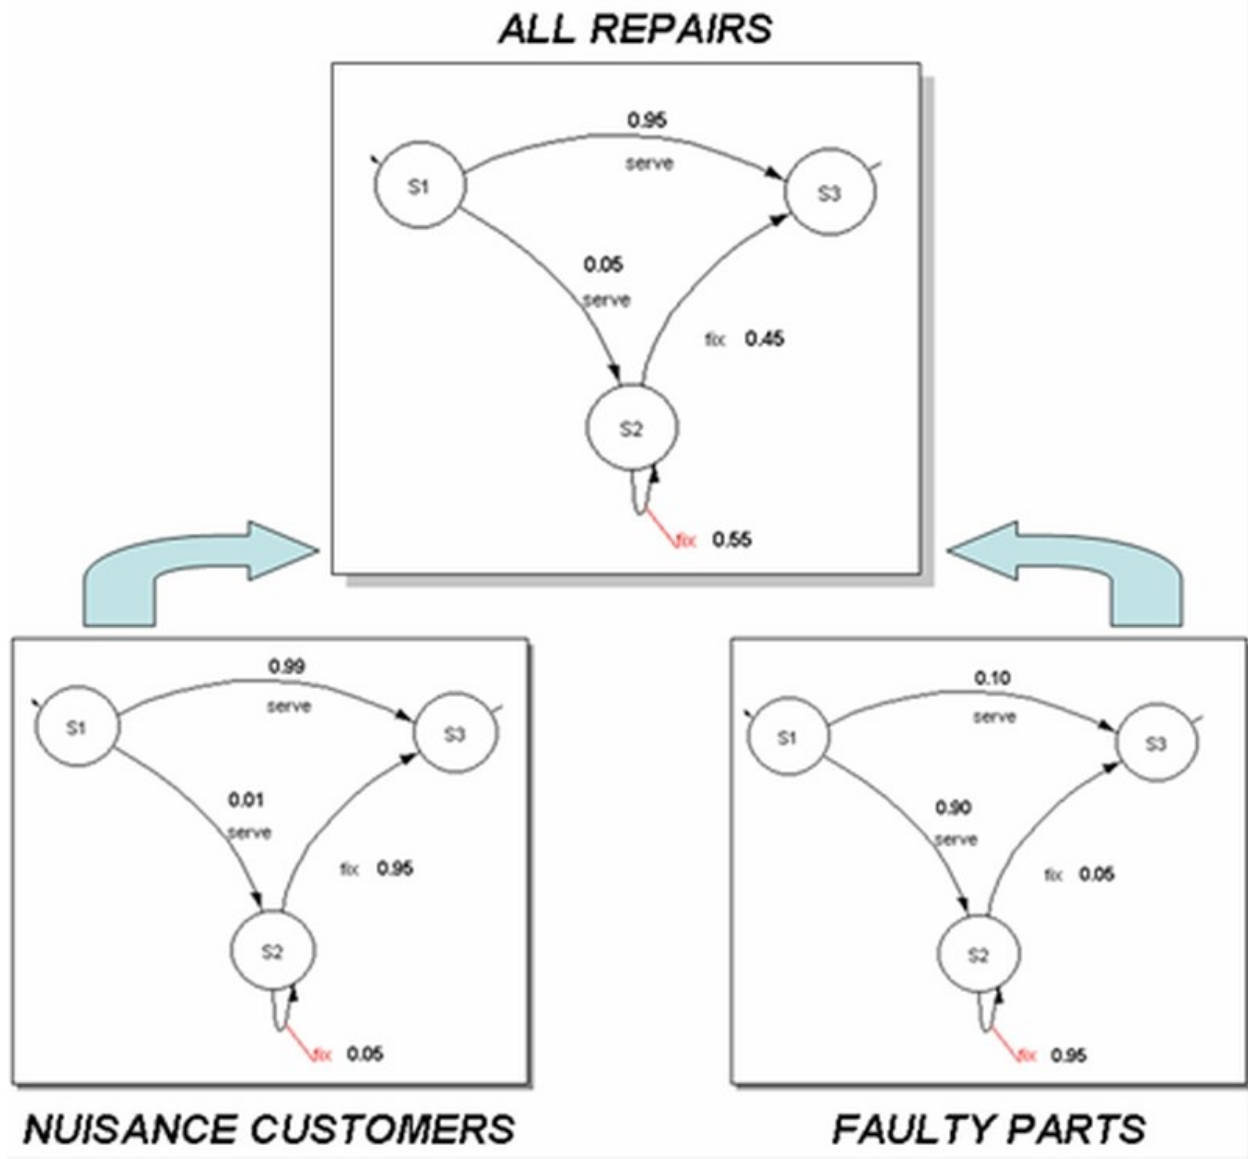 ALL REPAIRS
0.95
serve
S1
S3
0.05
serve
fix 0.45
S2
fix 0.55
0.99
serve
S1
S3
0.01
serve
fix 0.95
S2
fix 0.05
NUISANCE CUSTOMERS
0.10
serve
S1
S3
0.90
serve
fix 0.05
S2
fix 0.95
FAULTY PARTS